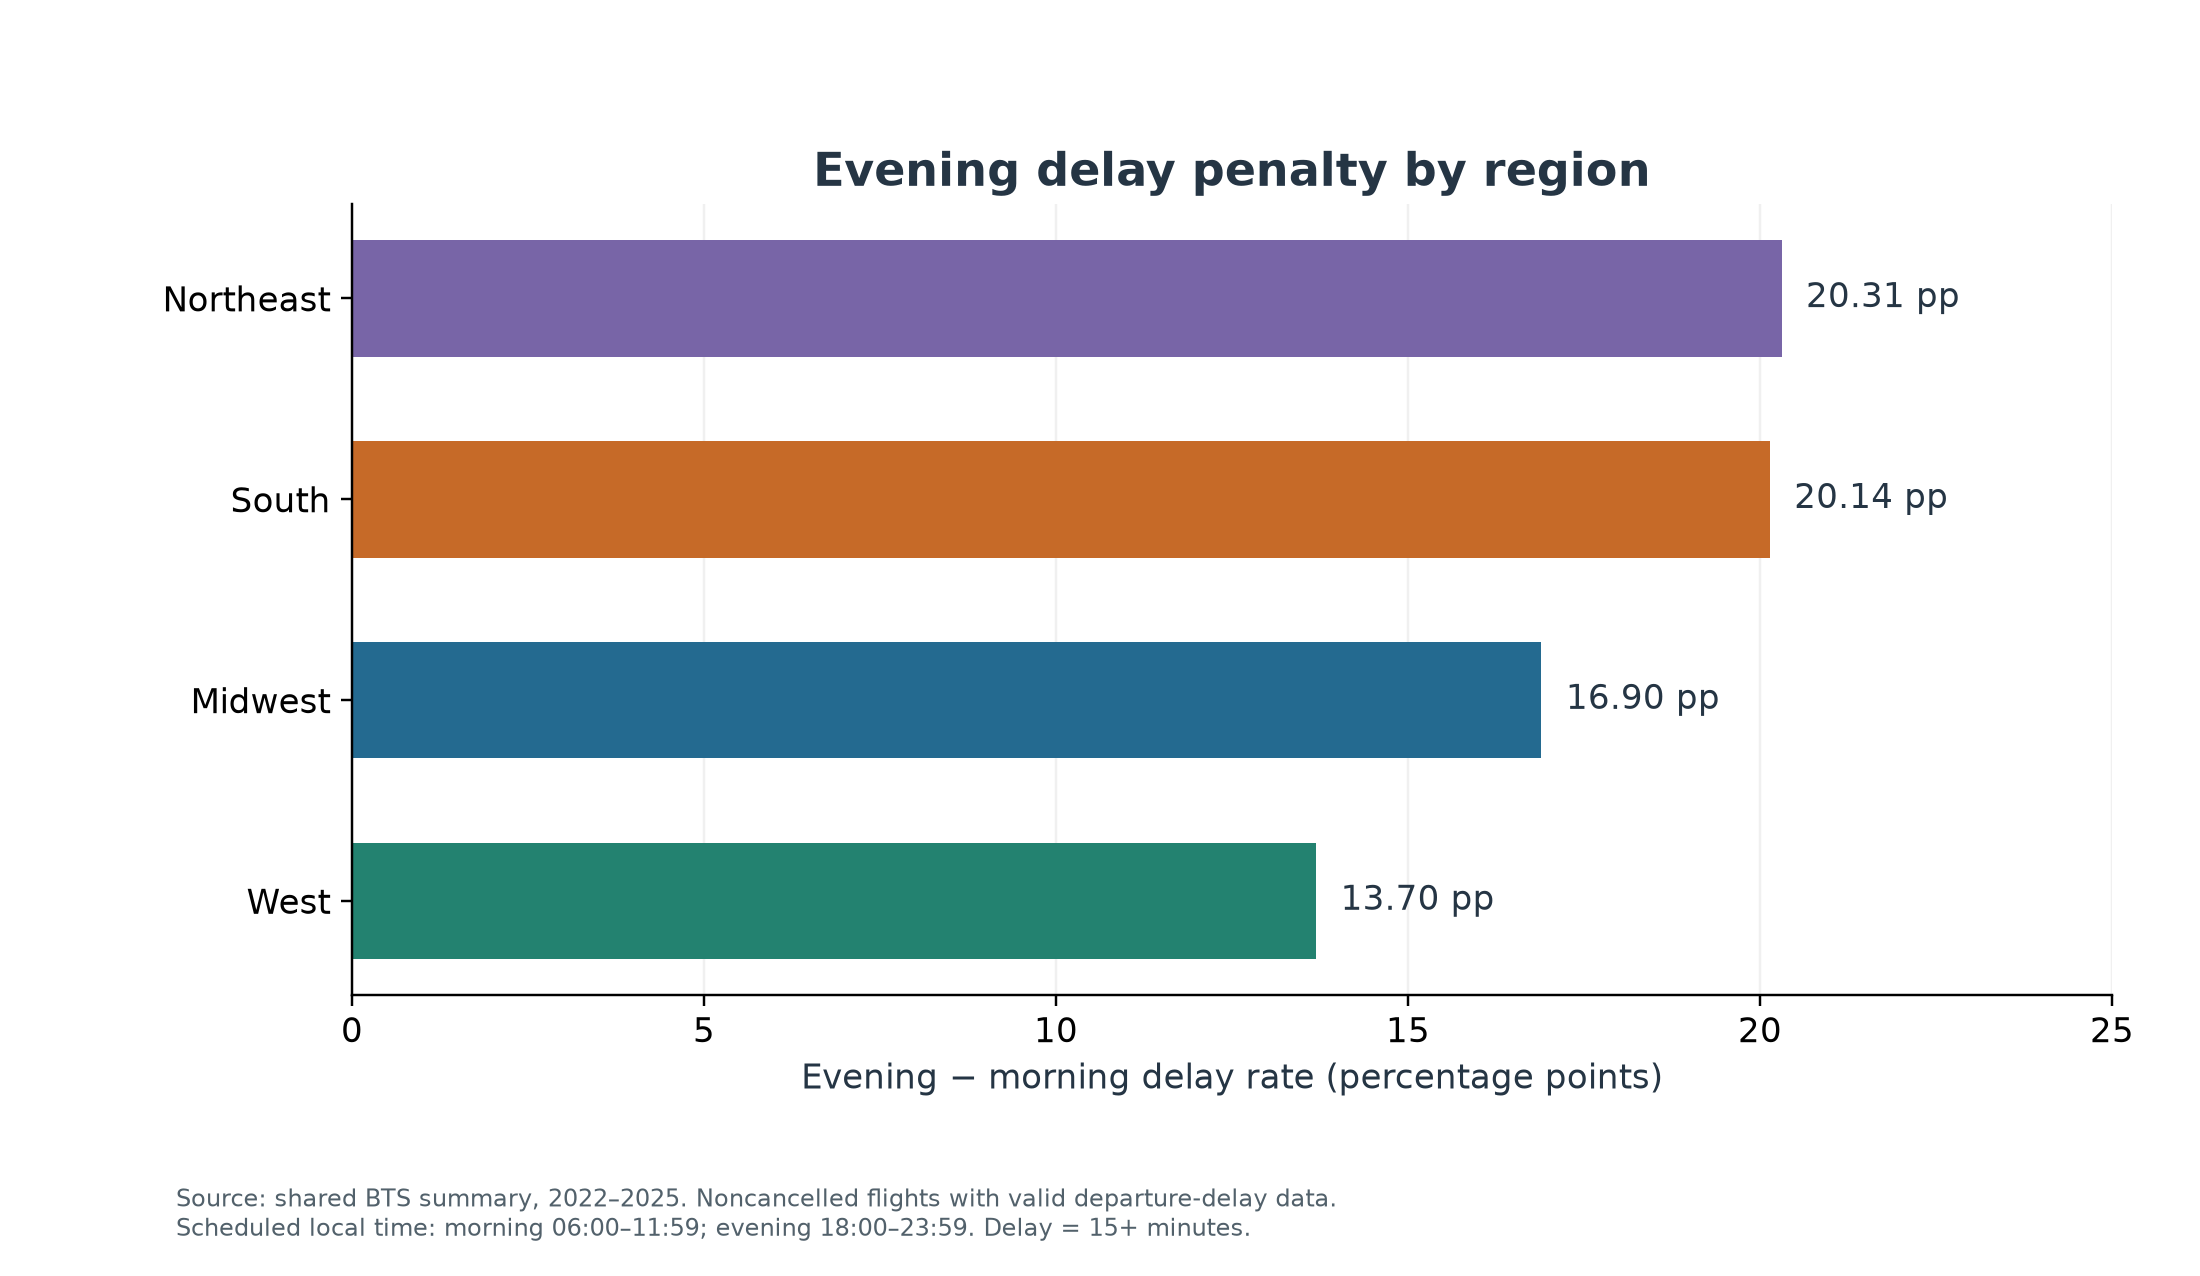 Evening delay penalty by region
Northeast
20.31 pp
South
20.14 pp
Midwest
16.90 pp
West
13.70 pp
0 5 10 15 20 25
Evening − morning delay rate (percentage points)
Source: shared BTS summary, 2022–2025. Noncancelled flights with valid departure-delay data.
Scheduled local time: morning 06:00–11:59; evening 18:00–23:59. Delay = 15+ minutes.